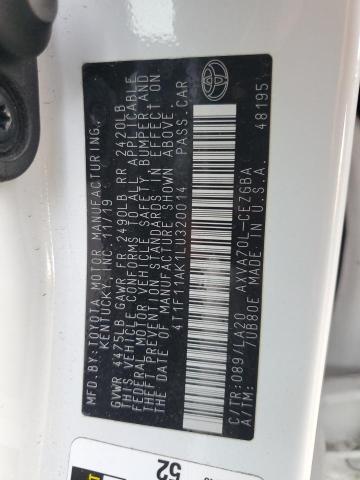 MFD.BY:TOYOTA MOTOR MANUFACTURING,
KENTUCKY, INC. 11/19
GVWR 4475LB GAWR FR 2490LB RR 2420LB
THIS VEHICLE CONFORMS TO ALL APPLICABLE
FEDERAL MOTOR VEHICLE SAFETY, BUMPER AND
THEFT PREVENTION STANDARDS IN EFFECT ON
THE DATE OF MANUFACTURE SHOWN ABOVE.
4T1F11AK1LU320014 PASS.CAR
C/TR:089/LA20 AXVA70L-CEZGBA
A/TM: /UB80E MADE IN USA
48195
52